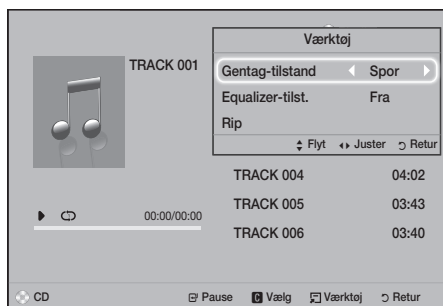 Værktøj
TRACK 001
Gentag-tilstand Spor
Equalizer-tilst. Fra
Rip
Flyt Juster Retur
TRACK 004 04:02
TRACK 005 03:43
00:00/00:00
TRACK 006 03:40
CD Pause C Vælg Værktøj Retur